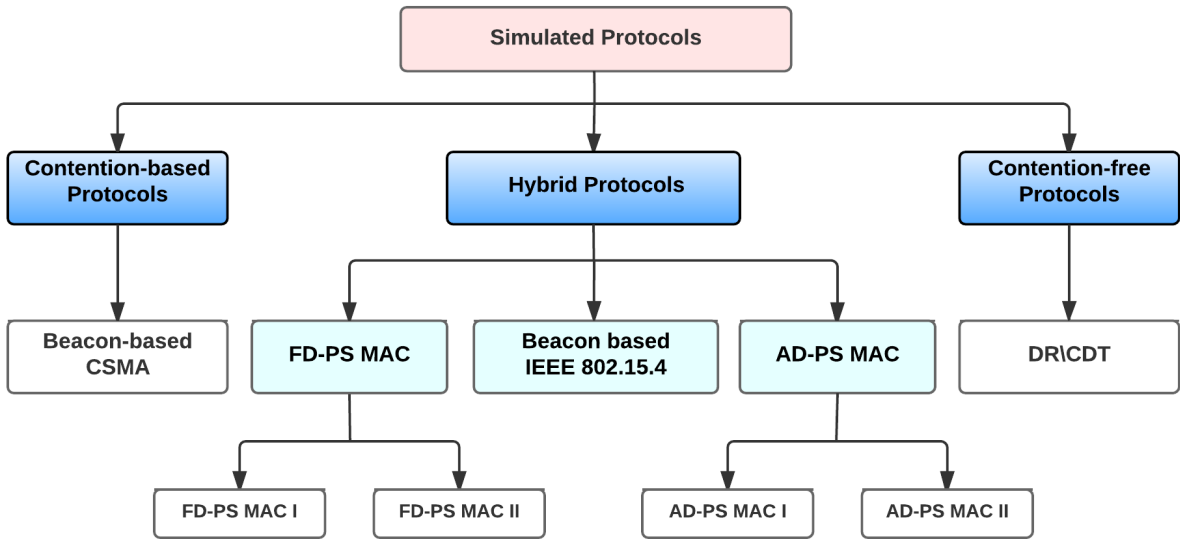 Simulated Protocols
Contention-based
Protocols
Hybrid Protocols
Contention-free
Protocols
Beacon-based
CSMA
FD-PS MAC
Beacon based
IEEE 802.15.4
AD-PS MAC
DR\CDT
FD-PS MAC I
FD-PS MAC II
AD-PS MAC I
AD-PS MAC II